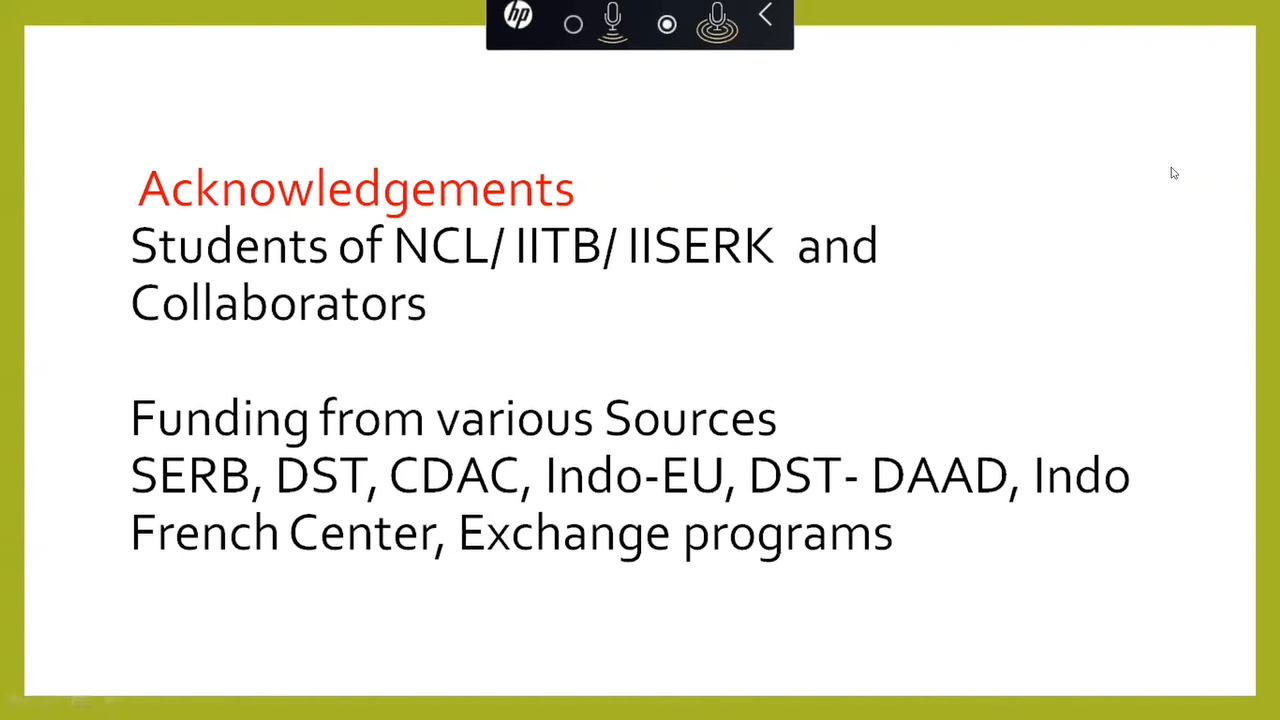 hp
Acknowledgements
Students of NCL/ IITB/ IISERK and
Collaborators
Funding from various Sources
SERB, DST, CDAC, Indo-EU, DST- DAAD, Indo
French Center, Exchange programs